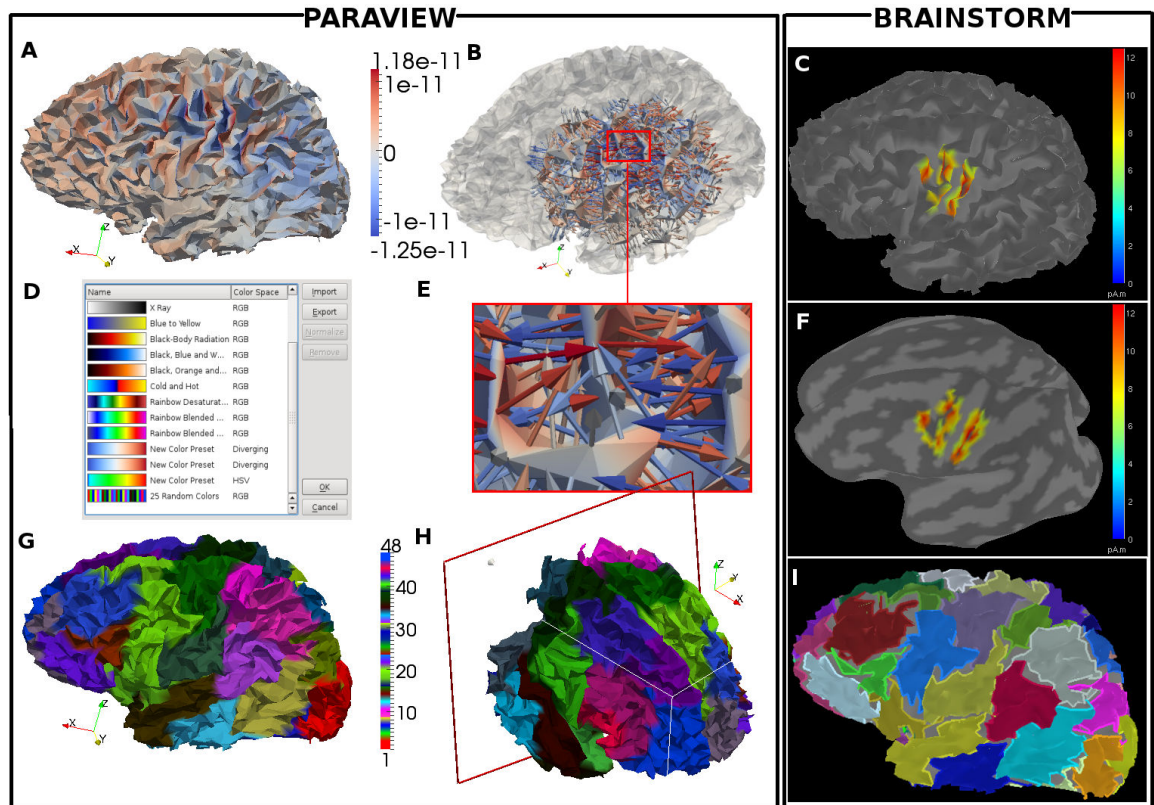 PARAVIEW
BRAINSTORM
A
1.18e-11
1e-11
0
-1e-11
-1.25e-11
X
Z
Y
B
X
Z
Y
C
12
10
8
6
4
2
0
pA.m
D
Name Color Space
X Ray RGB
Blue to Yellow RGB
Black-Body Radiation RGB
Black, Blue and W... RGB
Black, Orange and... RGB
Cold and Hot RGB
Rainbow Desaturat... RGB
Rainbow Blended ... RGB
Rainbow Blended ... RGB
New Color Preset Diverging
New Color Preset Diverging
New Color Preset HSV
25 Random Colors RGB
Import
Export
Normalize
Remove
OK
Cancel
E
F
12
10
8
6
4
2
0
pA.m
G
X
Z
Y
48
40
30
20
10
1
H
Z
Y
X
I